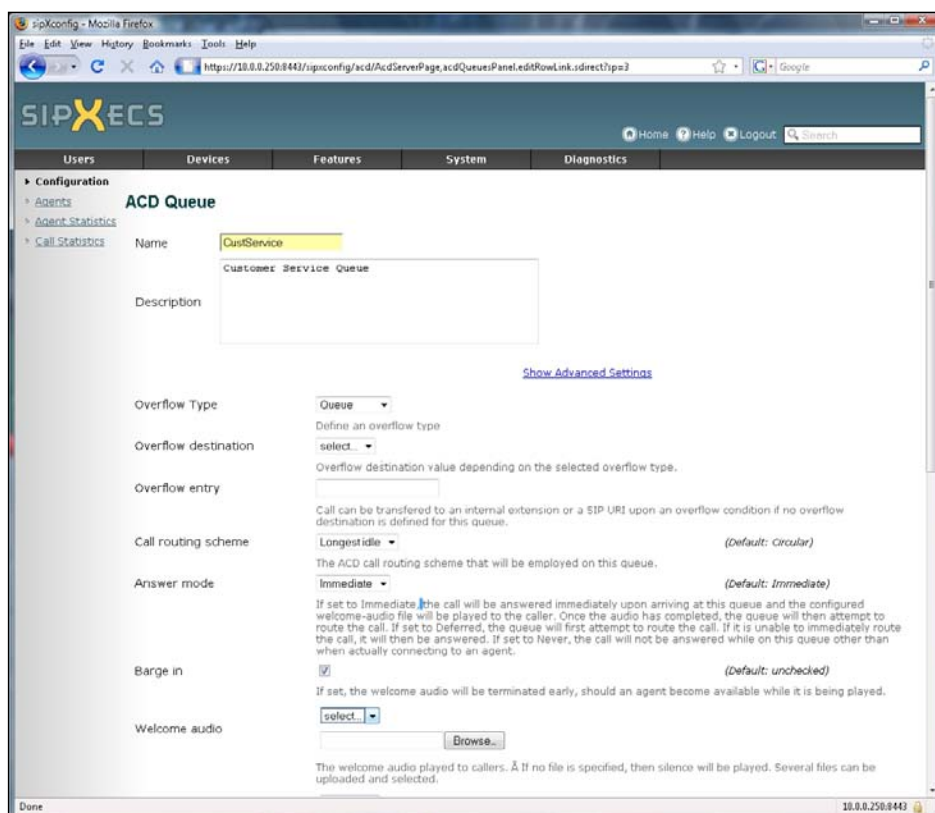 sipXconfig - Mozilla Firefox
File Edit View History Bookmarks Tools Help
https://10.0.0.250:8443/sipxconfig/acd/AcdServerPage,acdQueuesPanel.editRowLink.sdirect?sp=3
Google
SIPXECS
Home Help Logout Search
Users Devices Features System Diagnostics
Configuration
Agents
Agent Statistics
Call Statistics
ACD Queue
Name CustService
Customer Service Queue
Description
Show Advanced Settings
Overflow Type Queue
Define an overflow type
Overflow destination select...
Overflow destination value depending on the selected overflow type.
Overflow entry
Call can be transfered to an internal extension or a SIP URI upon an overflow condition if no overflow
destination is defined for this queue.
Call routing scheme Longest idle (Default: Circular)
The ACD call routing scheme that will be employed on this queue.
Answer mode Immediate (Default: Immediate)
If set to Immediate, the call will be answered immediately upon arriving at this queue and the configured
welcome-audio file will be played to the caller. Once the audio has completed, the queue will then attempt to
route the call. If set to Deferred, the queue will first attempt to route the call. If it is unable to immediately route
the call, it will then be answered. If set to Never, the call will not be answered while on this queue other than
when actually connecting to an agent.
Barge in (Default: unchecked)
If set, the welcome audio will be terminated early, should an agent become available while it is being played.
select...
Welcome audio
Browse..
The welcome audio played to callers. Â If no file is specified, then silence will be played. Several files can be
uploaded and selected.
Done 10.0.0.250:8443